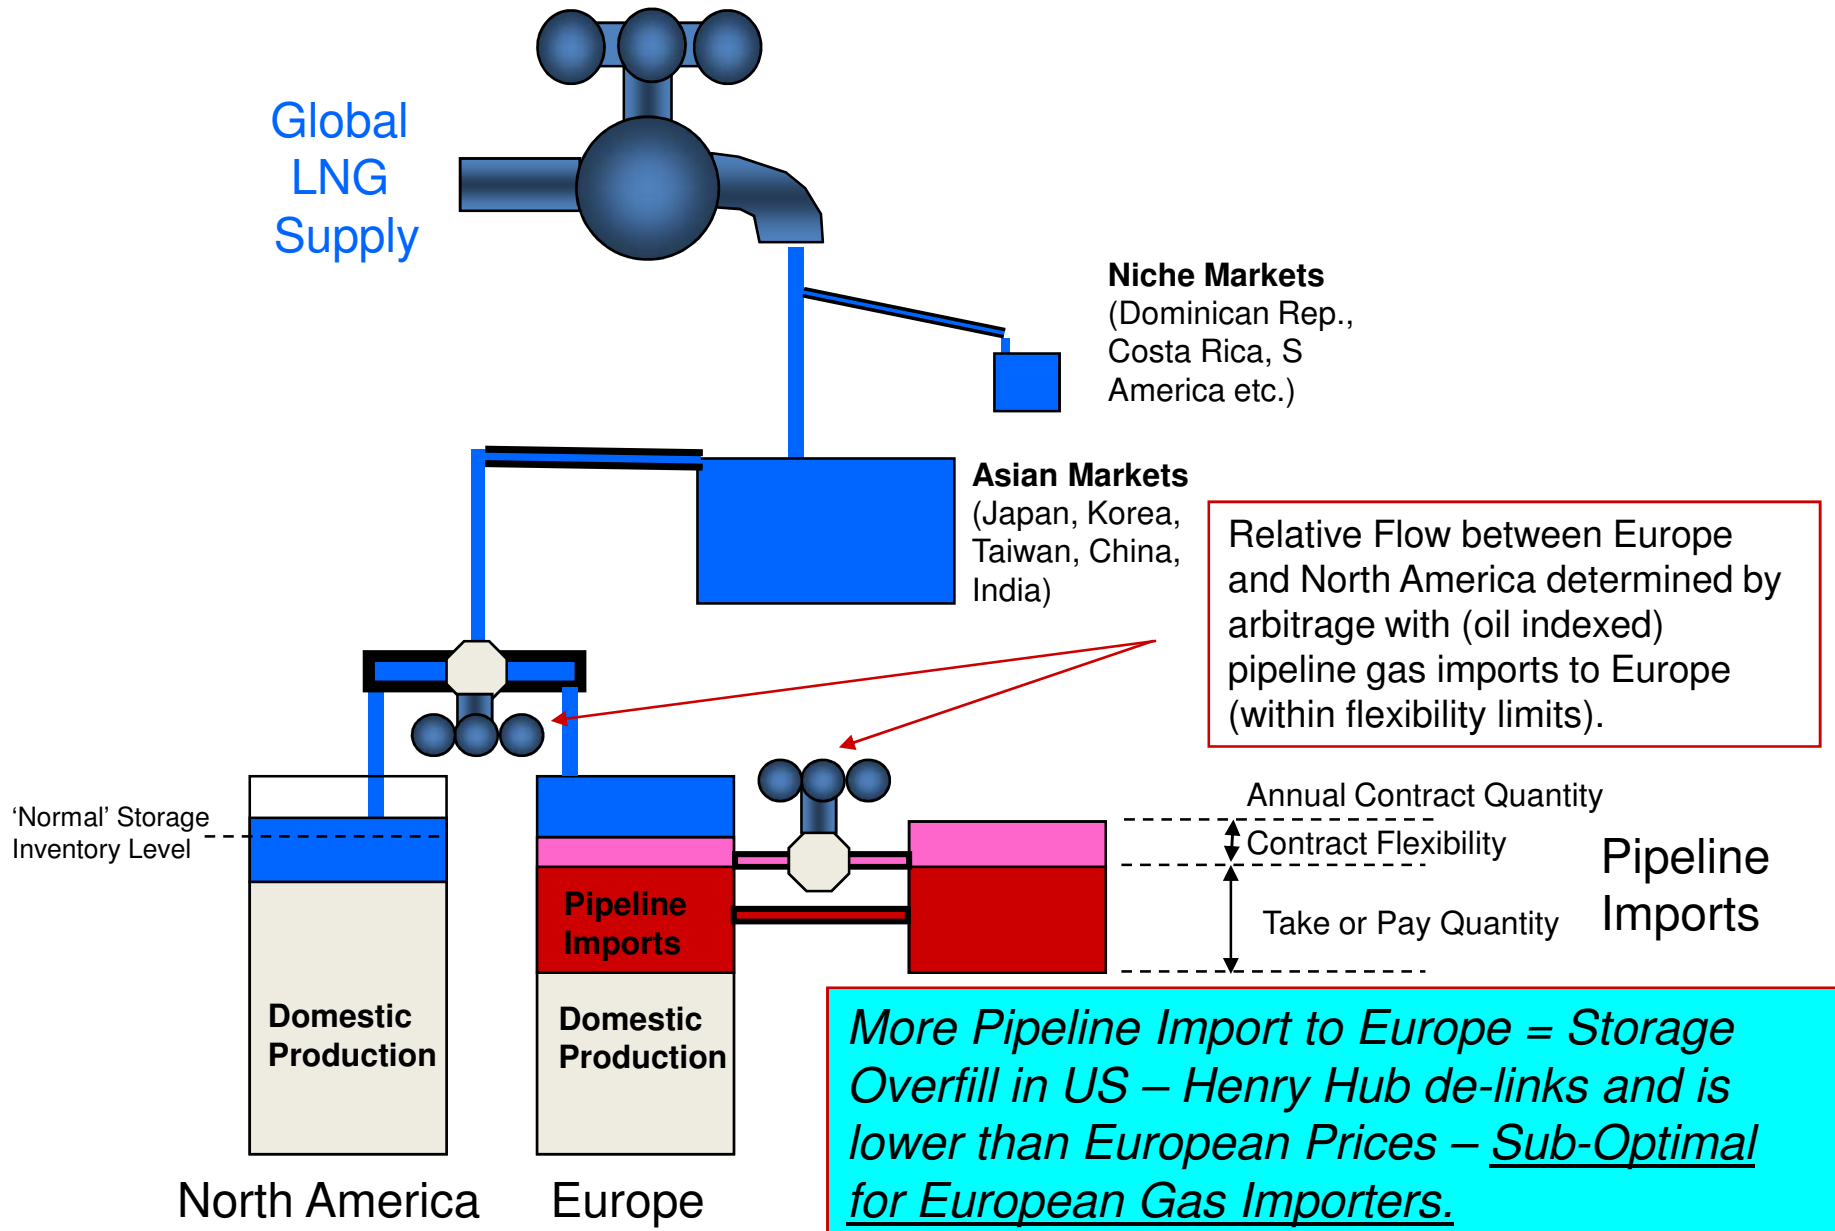 Global
LNG
Supply
Niche Markets
(Dominican Rep.,
Costa Rica, S
America etc.)
Asian Markets
(Japan, Korea,
Taiwan, China,
India)
Relative Flow between Europe
and North America determined by
arbitrage with (oil indexed)
pipeline gas imports to Europe
(within flexibility limits).
‘Normal’ Storage
Inventory Level
Annual Contract Quantity
Contract Flexibility
Take or Pay Quantity
Pipeline
Imports
Pipeline
Imports
Domestic
Production
Domestic
Production
More Pipeline Import to Europe = Storage
Overfill in US – Henry Hub de-links and is
lower than European Prices – Sub-Optimal
for European Gas Importers.
North America
Europe